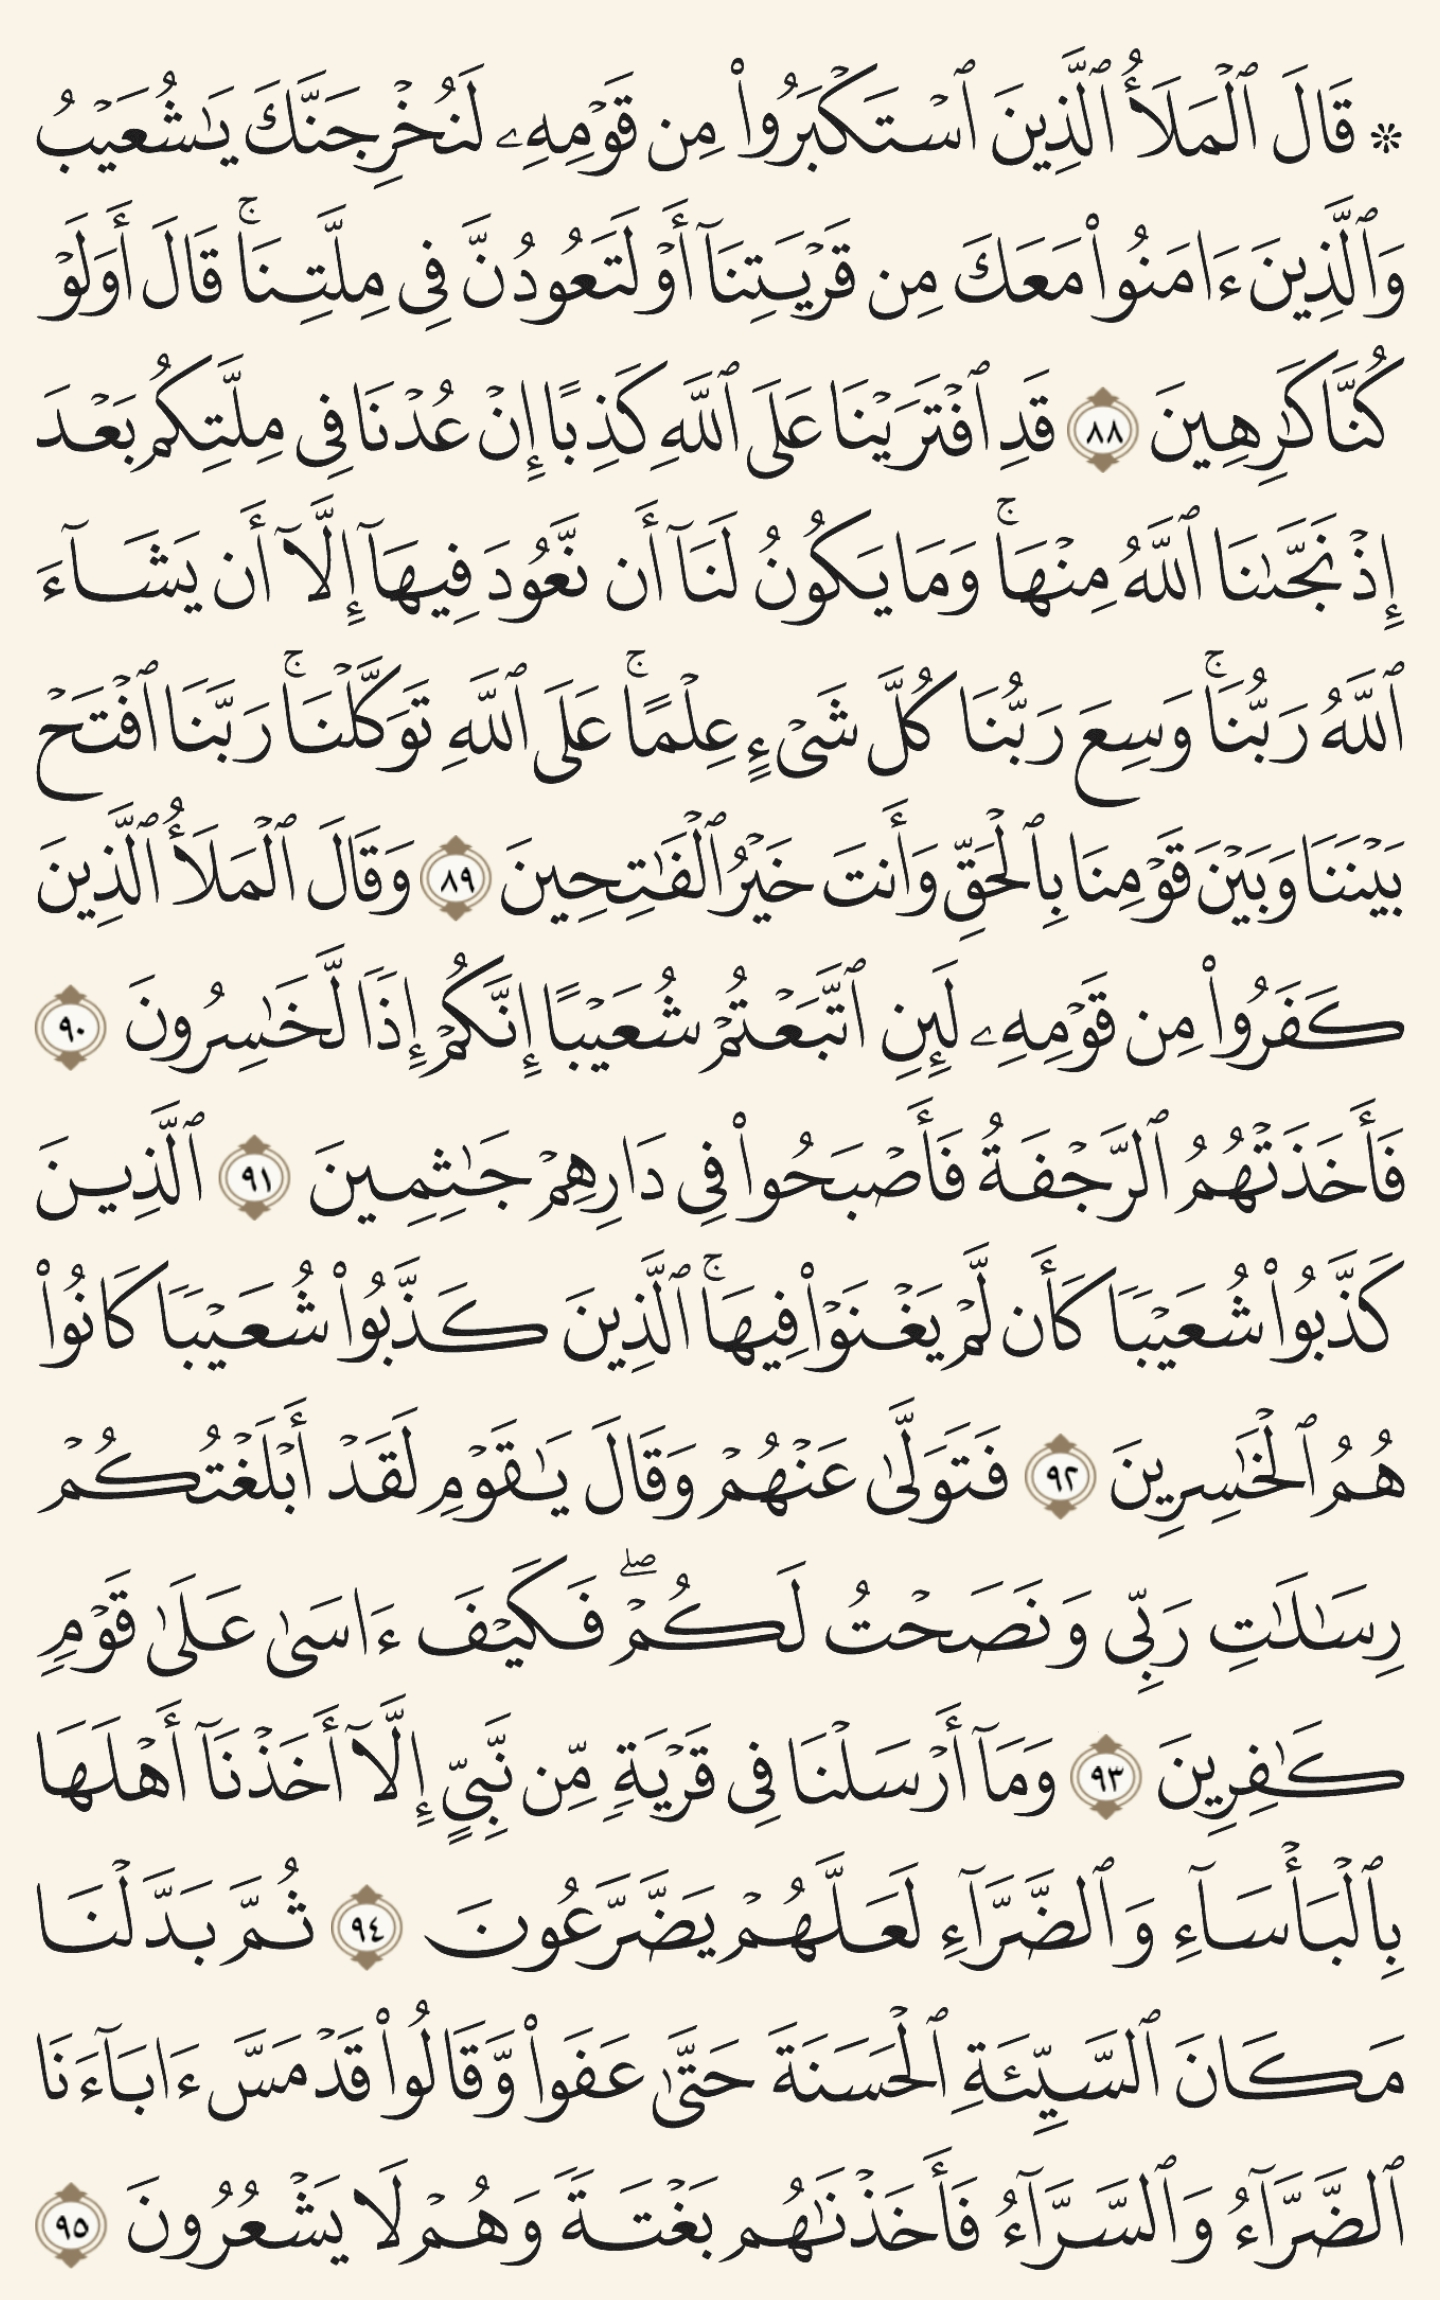 ۞ قَالَ ٱلْمَلَأُ ٱلَّذِينَ ٱسْتَكْبَرُوا۟ مِن قَوْمِهِۦ لَنُخْرِجَنَّكَ يَـٰشُعَيْبُ
وَٱلَّذِينَ ءَامَنُوا۟ مَعَكَ مِن قَرْيَتِنَآ أَوْ لَتَعُودُنَّ فِى مِلَّتِنَا ۚ قَالَ أَوَلَوْ
كُنَّا كَـٰرِهِينَ ٨٨ قَدِ ٱفْتَرَيْنَا عَلَى ٱللَّهِ كَذِبًا إِنْ عُدْنَا فِى مِلَّتِكُم بَعْدَ
إِذْ نَجَّىٰنَا ٱللَّهُ مِنْهَا ۚ وَمَا يَكُونُ لَنَآ أَن نَّعُودَ فِيهَآ إِلَّآ أَن يَشَآءَ
ٱللَّهُ رَبُّنَا ۚ وَسِعَ رَبُّنَا كُلَّ شَىْءٍ عِلْمًا ۚ عَلَى ٱللَّهِ تَوَكَّلْنَا ۚ رَبَّنَا ٱفْتَحْ
بَيْنَنَا وَبَيْنَ قَوْمِنَا بِٱلْحَقِّ وَأَنتَ خَيْرُ ٱلْفَـٰتِحِينَ ٨٩ وَقَالَ ٱلْمَلَأُ ٱلَّذِينَ
كَفَرُوا۟ مِن قَوْمِهِۦ لَئِنِ ٱتَّبَعْتُمْ شُعَيْبًا إِنَّكُمْ إِذًا لَّخَـٰسِرُونَ ٩٠
فَأَخَذَتْهُمُ ٱلرَّجْفَةُ فَأَصْبَحُوا۟ فِى دَارِهِمْ جَـٰثِمِينَ ٩١ ٱلَّذِينَ
كَذَّبُوا۟ شُعَيْبًا كَأَن لَّمْ يَغْنَوْا۟ فِيهَا ۚ ٱلَّذِينَ كَذَّبُوا۟ شُعَيْبًا كَانُوا۟
هُمُ ٱلْخَـٰسِرِينَ ٩٢ فَتَوَلَّىٰ عَنْهُمْ وَقَالَ يَـٰقَوْمِ لَقَدْ أَبْلَغْتُكُمْ
رِسَـٰلَـٰتِ رَبِّى وَنَصَحْتُ لَكُمْ ۖ فَكَيْفَ ءَاسَىٰ عَلَىٰ قَوْمٍ
كَـٰفِرِينَ ٩٣ وَمَآ أَرْسَلْنَا فِى قَرْيَةٍ مِّن نَّبِىٍّ إِلَّآ أَخَذْنَآ أَهْلَهَا
بِٱلْبَأْسَآءِ وَٱلضَّرَّآءِ لَعَلَّهُمْ يَضَّرَّعُونَ ٩٤ ثُمَّ بَدَّلْنَا
مَكَانَ ٱلسَّيِّئَةِ ٱلْحَسَنَةَ حَتَّىٰ عَفَوا۟ وَّقَالُوا۟ قَدْ مَسَّ ءَابَآءَنَا
ٱلضَّرَّآءُ وَٱلسَّرَّآءُ فَأَخَذْنَـٰهُم بَغْتَةً وَهُمْ لَا يَشْعُرُونَ ٩٥